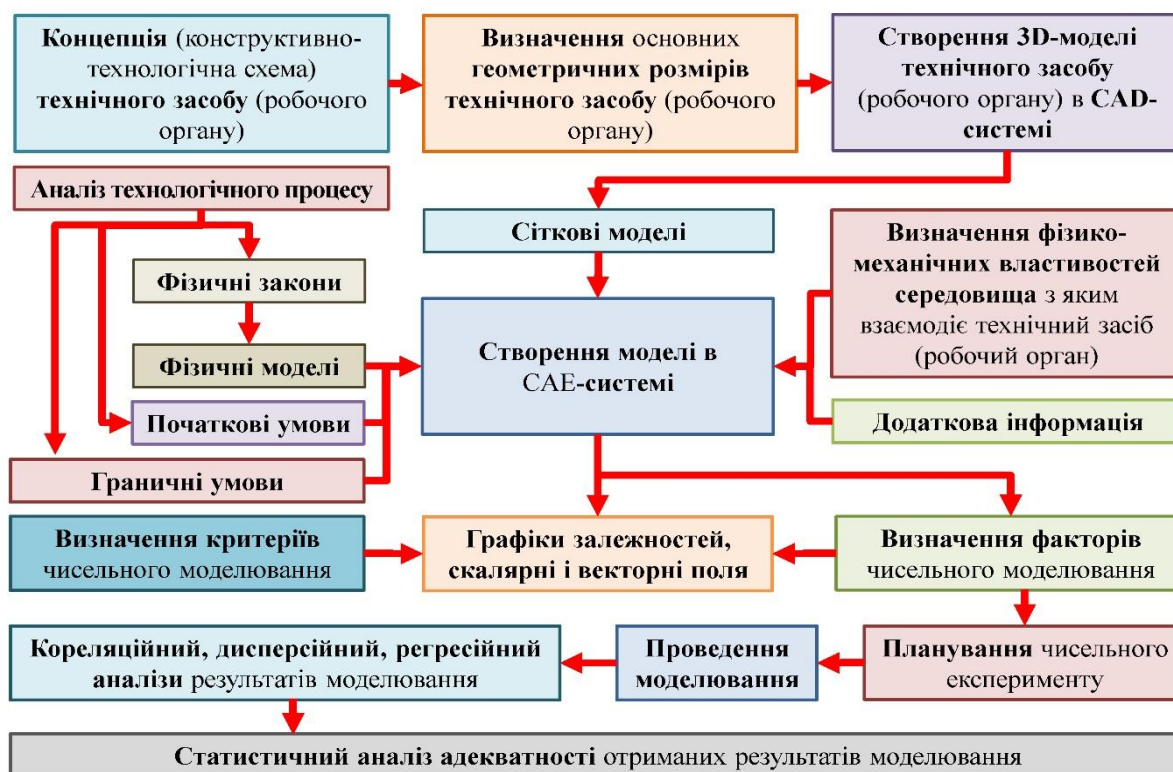 Концепція (конструктивно-
технологічна схема)
технічного засобу (робочого
органу)
Визначення основних
геометричних розмірів
технічного засобу (робочого
органу)
Створення 3D-моделі
технічного засобу
(робочого органу) в CAD-
системі
Аналіз технологічного процесу
Сіткові моделі
Визначення фізико-
механічних властивостей
середовища з яким
взаємодіє технічний засіб
(робочий орган)
Фізичні закони
Фізичні моделі
Створення моделі в
CAE-системі
Початкові умови
Додаткова інформація
Граничні умови
Визначення критеріїв
чисельного моделювання
Графіки залежностей,
скалярні і векторні поля
Визначення факторів
чисельного моделювання
Кореляційний, дисперсійний, регресійний
аналізи результатів моделювання
Проведення
моделювання
Планування чисельного
експерименту
Статистичний аналіз адекватності отриманих результатів моделювання